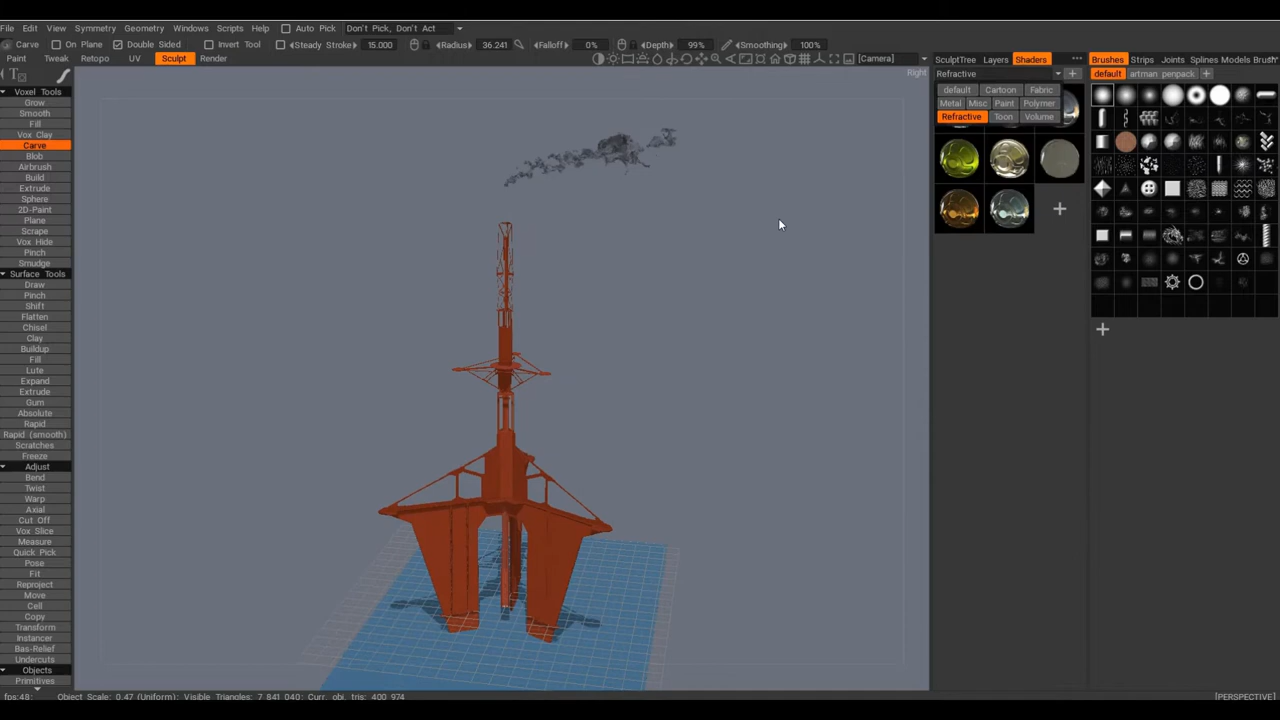 File Edit View Symmetry Geometry Windows Scripts Help Auto Pick Don't Pick, Don't Act
Carve On Plane Double Sided Invert Tool Steady Stroke 15.000 Radius 36.241 Falloff 0% Depth 99% Smoothing 100%
Paint Tweak Retopo UV Sculpt Render [Camera]
SculptTree Layers Shaders Brushes Strips Joints Splines Models Brush
Right
Refractive
default artman penpack
default Cartoon Fabric
Metal Misc Paint Polymer
Refractive Toon Volume
Voxel Tools
Grow
Smooth
Fill
Vox Clay
Carve
Blob
Airbrush
Build
Extrude
Sphere
2D-Paint
Plane
Scrape
Vox Hide
Pinch
Smudge
Surface Tools
Draw
Pinch
Shift
Flatten
Chisel
Clay
Buildup
Fill
Lute
Expand
Extrude
Gum
Absolute
Rapid
Rapid (smooth)
Scratches
Freeze
Adjust
Bend
Twist
Warp
Axial
Cut Off
Vox Slice
Measure
Quick Pick
Pose
Fit
Reproject
Move
Cell
Copy
Transform
Instancer
Bas-Relief
Undercuts
Objects
Primitives
fps:48; Object Scale: 0.47 (Uniform); Visible Triangles: 7 841 040; Curr. obj. tris: 400 974 [PERSPECTIVE]